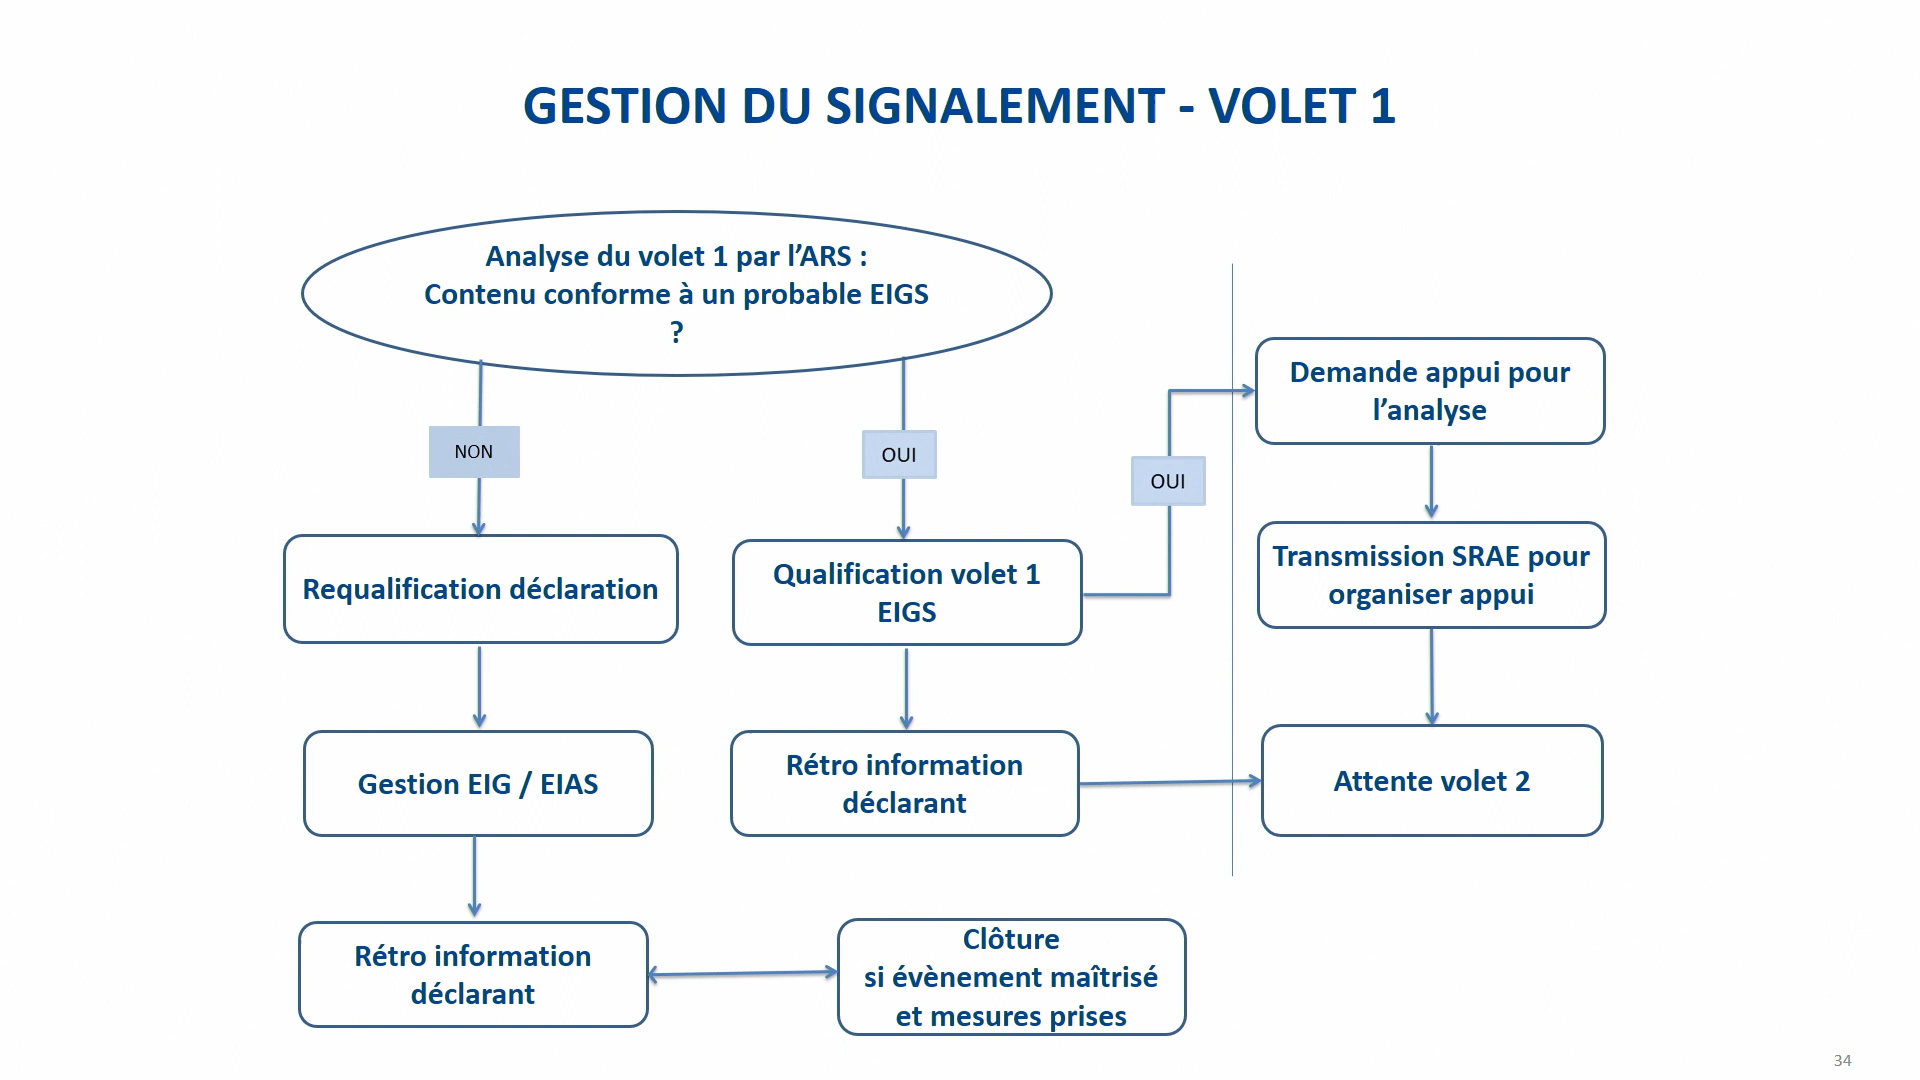 GESTION DU SIGNALEMENT - VOLET 1
Analyse du volet 1 par l’ARS :
Contenu conforme à un probable EIGS
?
NON
OUI
OUI
Demande appui pour
l’analyse
Requalification déclaration
Qualification volet 1
EIGS
Transmission SRAE pour
organiser appui
Gestion EIG / EIAS
Rétro information
déclarant
Attente volet 2
Rétro information
déclarant
Clôture
si évènement maîtrisé
et mesures prises
34